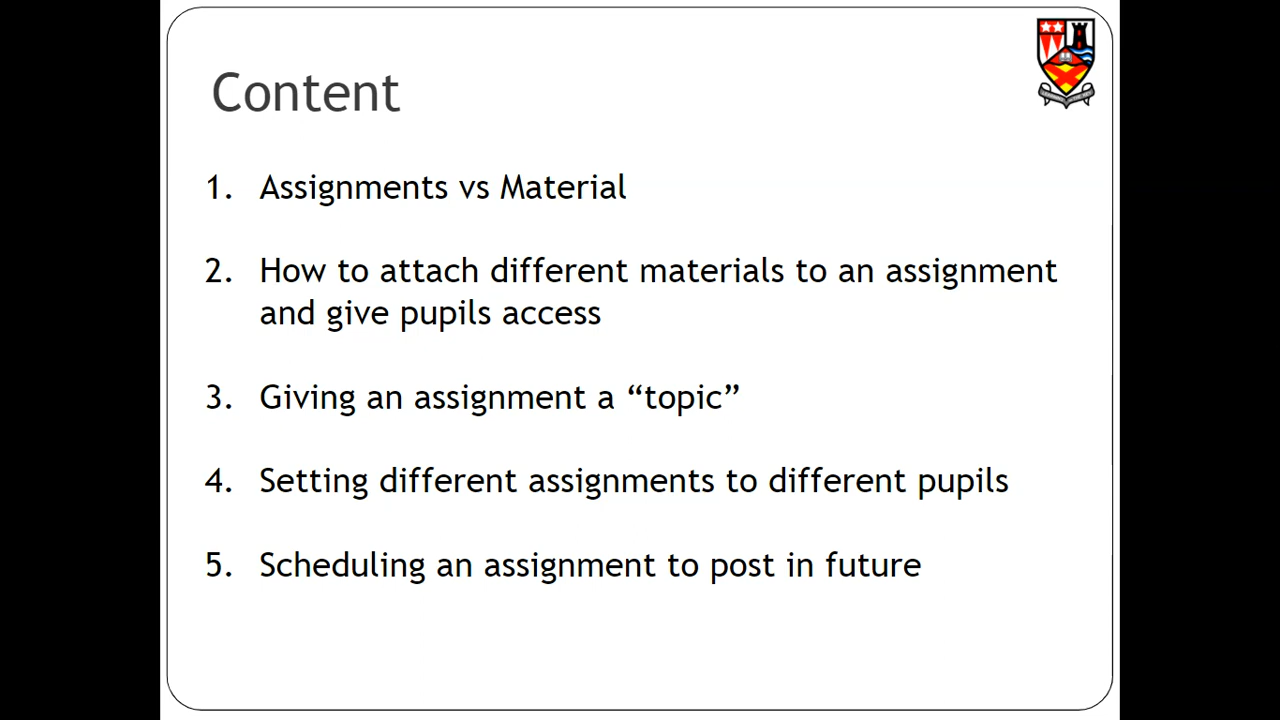 Content
1. Assignments vs Material
2. How to attach different materials to an assignment
and give pupils access
3. Giving an assignment a “topic”
4. Setting different assignments to different pupils
5. Scheduling an assignment to post in future